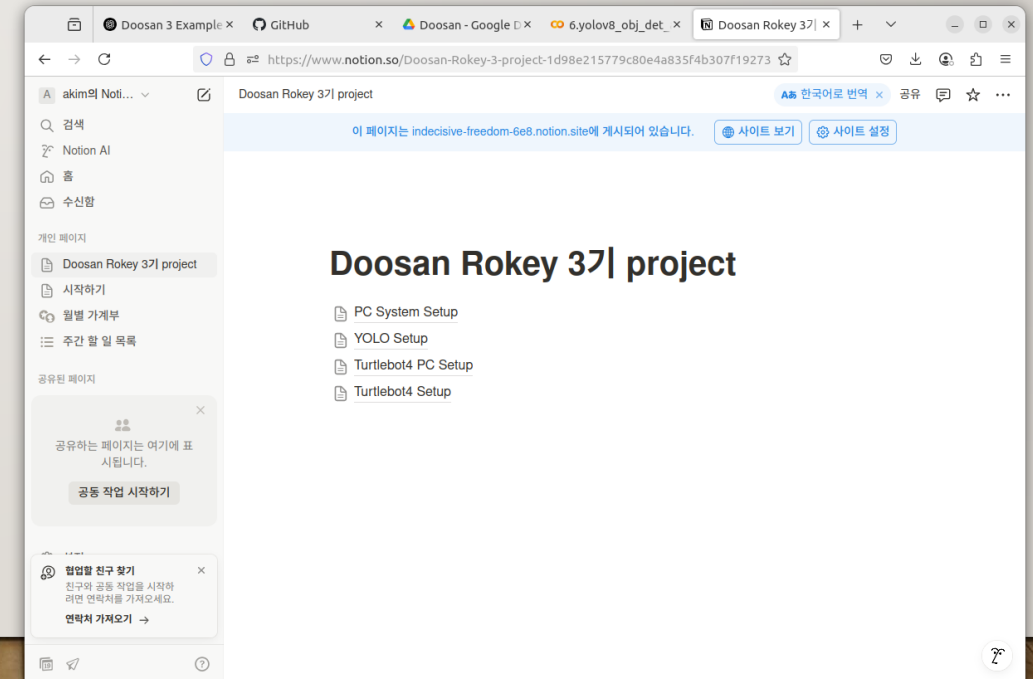 Doosan 3 Example
GitHub
Doosan - Google D
6.yolov8_obj_det_
Doosan Rokey 3기
https://www.notion.so/Doosan-Rokey-3-project-1d98e215779c80e4a835f4b307f19273
A akim의 Noti…
Doosan Rokey 3기 project
Aあ 한국어로 번역
공유
검색
Notion AI
홈
수신함
이 페이지는 indecisive-freedom-6e8.notion.site에 게시되어 있습니다.
사이트 보기
사이트 설정
개인 페이지
Doosan Rokey 3기 project
시작하기
월별 가계부
주간 할 일 목록
공유된 페이지
공유하는 페이지는 여기에 표
시됩니다.
공동 작업 시작하기
협업할 친구 찾기
친구와 공동 작업을 시작하
려면 연락처를 가져오세요.
연락처 가져오기 →
Doosan Rokey 3기 project
PC System Setup
YOLO Setup
Turtlebot4 PC Setup
Turtlebot4 Setup